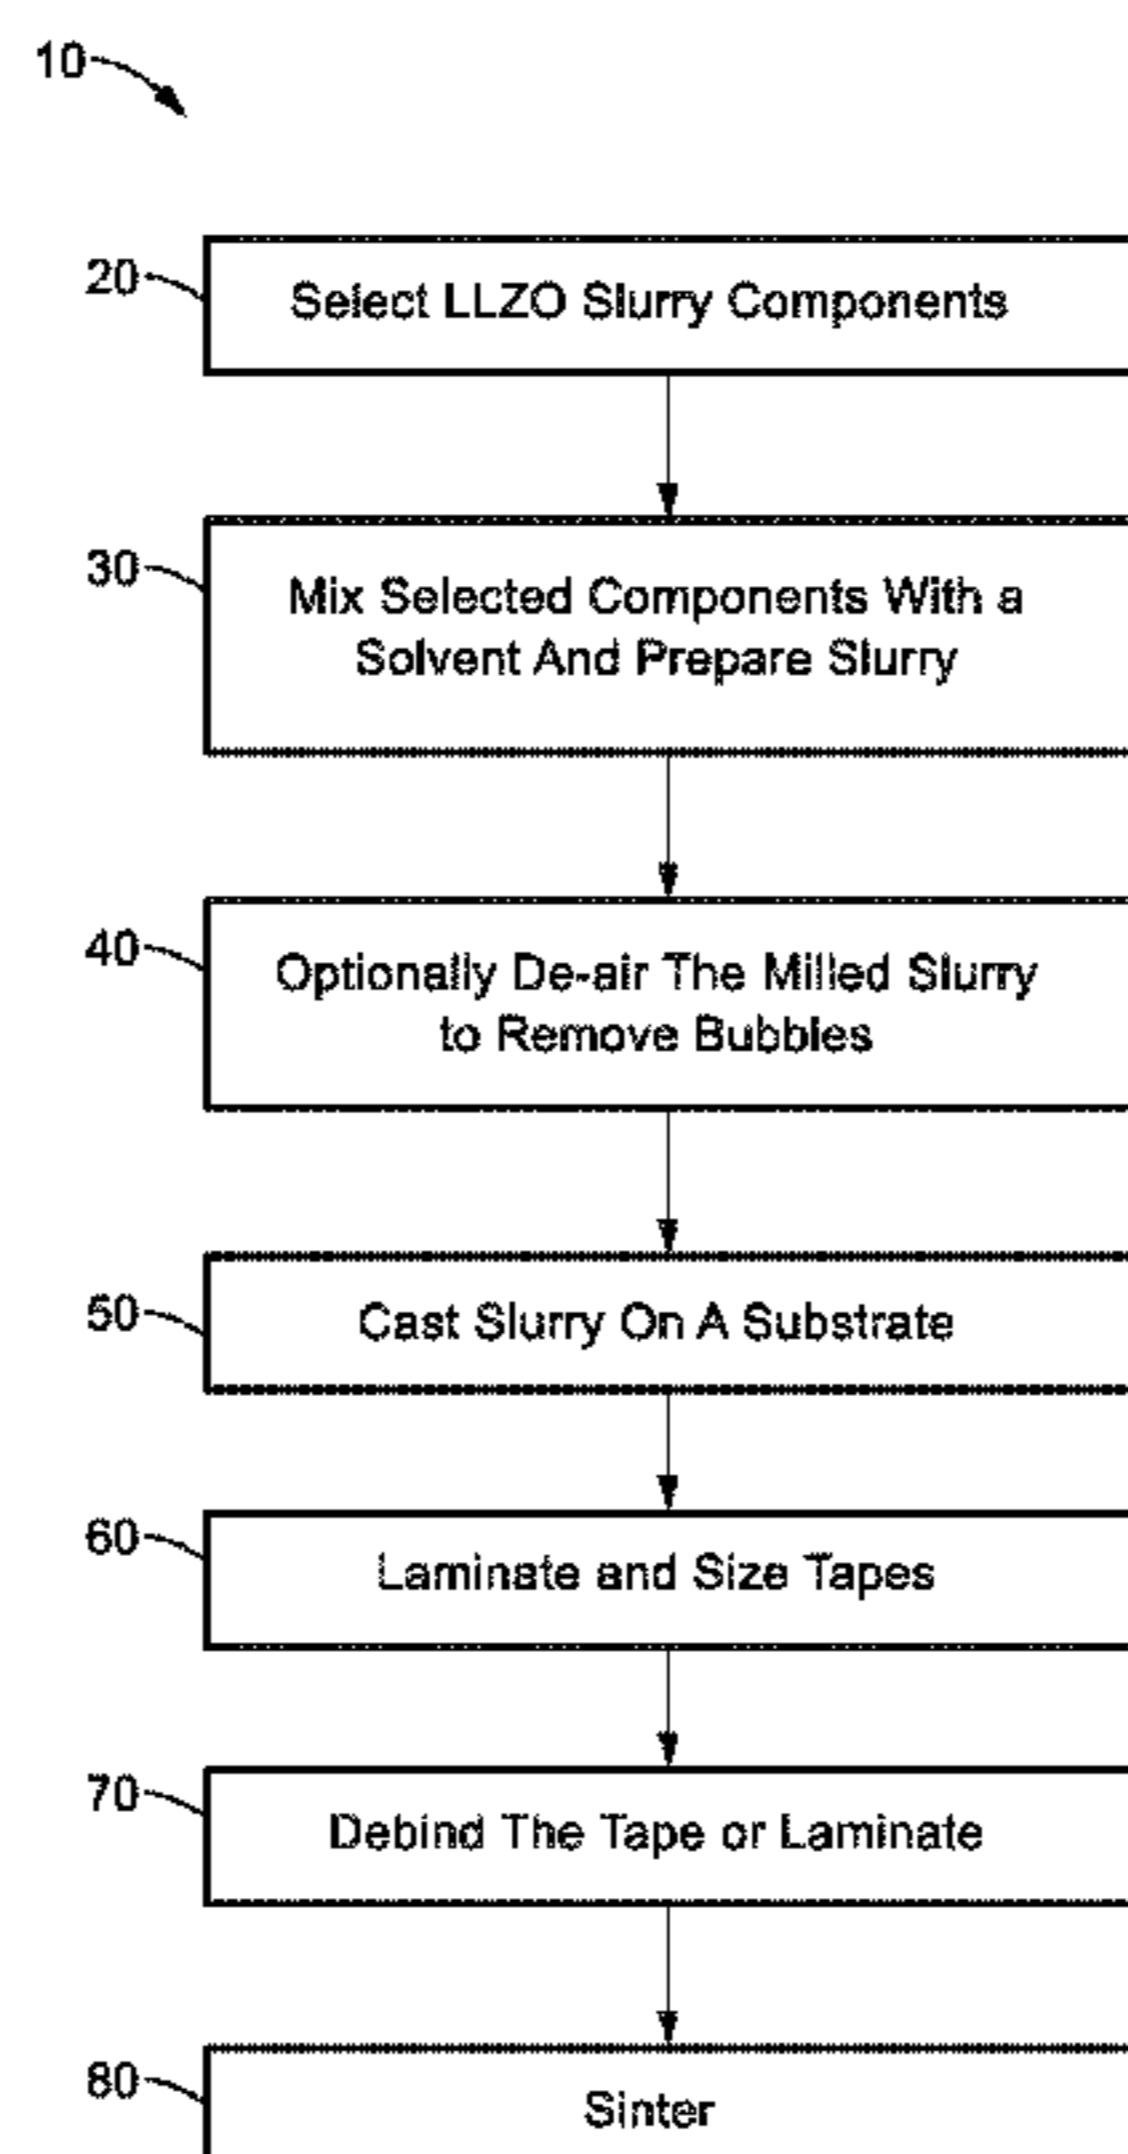 10
20
Select LLZO Slurry Components
30
Mix Selected Components With a
Solvent And Prepare Slurry
40
Optionally De-air The Milled Slurry
to Remove Bubbles
50
Cast Slurry On A Substrate
60
Laminate and Size Tapes
70
Debind The Tape or Laminate
80
Sinter